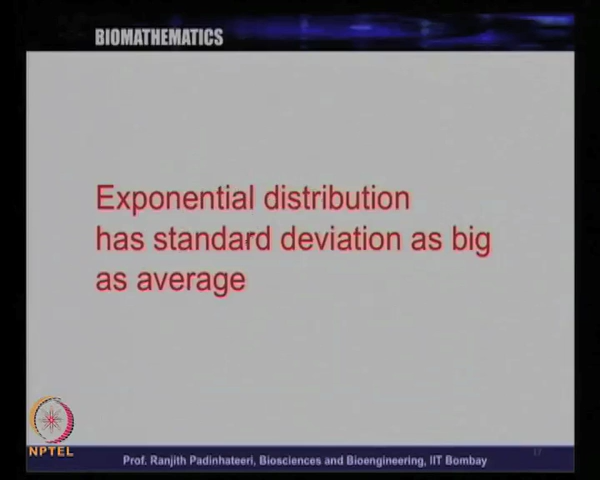 BIOMATHEMATICS
Exponential distribution
has standard deviation as big
as average
NPTEL
Prof. Ranjith Padinhateeri, Biosciences and Bioengineering, IIT Bombay
17